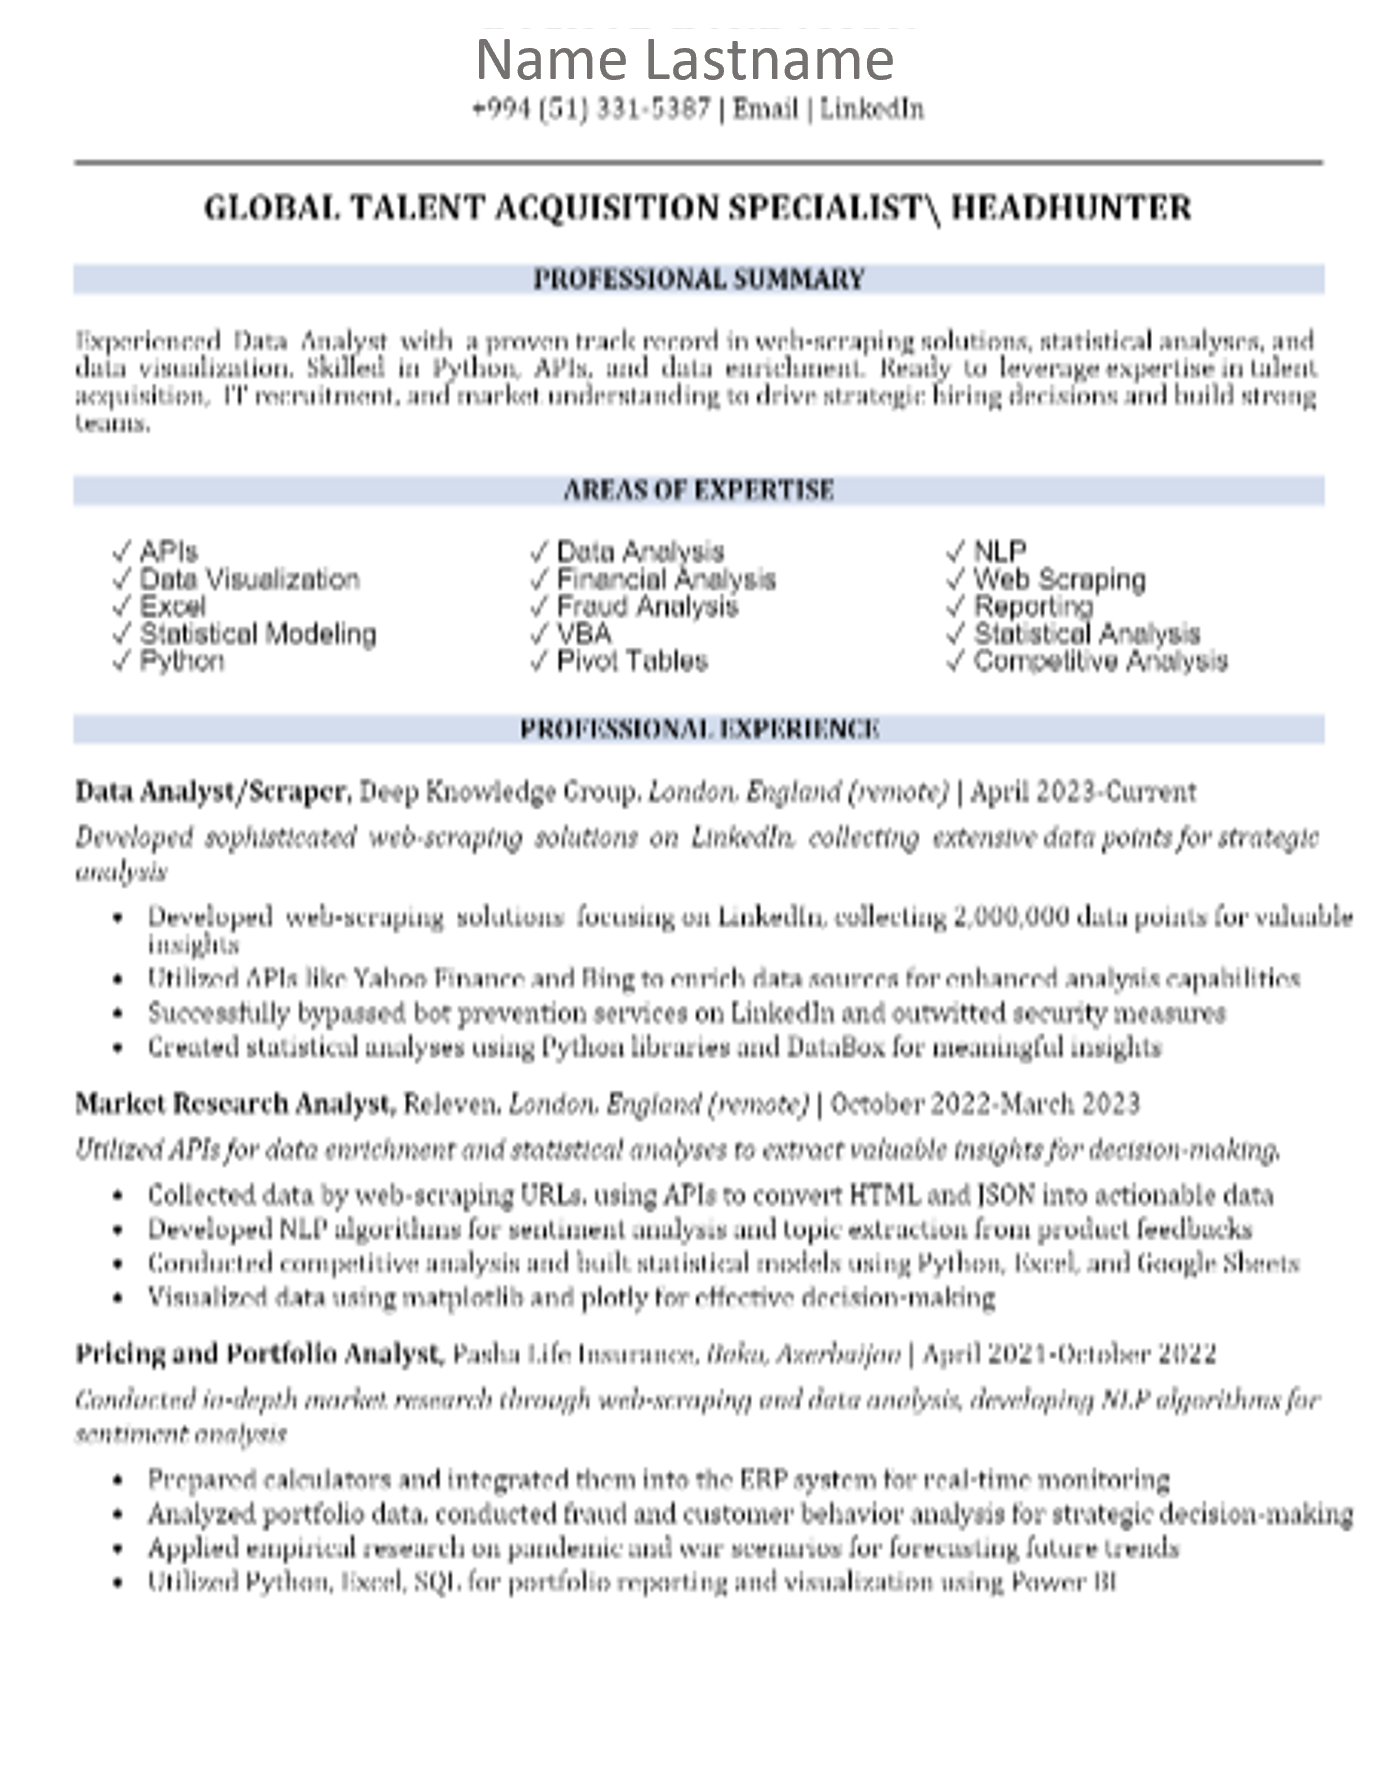 Name Lastname
+994 (51) 331-5387 | Email | LinkedIn
GLOBAL TALENT ACQUISITION SPECIALIST\ HEADHUNTER
PROFESSIONAL SUMMARY
Experienced Data Analyst with a proven track record in web-scraping solutions, statistical analyses, and
data visualization. Skilled in Python, APIs, and data enrichment. Ready to leverage expertise in talent
acquisition, IT recruitment, and market understanding to drive strategic hiring decisions and build strong
teams.
AREAS OF EXPERTISE
✓ APIs ✓ Data Analysis ✓ NLP
✓ Data Visualization ✓ Financial Analysis ✓ Web Scraping
✓ Excel ✓ Fraud Analysis ✓ Reporting
✓ Statistical Modeling ✓ VBA ✓ Statistical Analysis
✓ Python ✓ Pivot Tables ✓ Competitive Analysis
PROFESSIONAL EXPERIENCE
Data Analyst/Scraper, Deep Knowledge Group, London, England (remote) | April 2023-Current
Developed sophisticated web-scraping solutions on LinkedIn, collecting extensive data points for strategic
analysis
• Developed web-scraping solutions focusing on LinkedIn, collecting 2,000,000 data points for valuable
insights
• Utilized APIs like Yahoo Finance and Bing to enrich data sources for enhanced analysis capabilities
• Successfully bypassed bot prevention services on LinkedIn and outwitted security measures
• Created statistical analyses using Python libraries and DataBox for meaningful insights
Market Research Analyst, Releven, London, England (remote) | October 2022-March 2023
Utilized APIs for data enrichment and statistical analyses to extract valuable insights for decision-making.
• Collected data by web-scraping URLs, using APIs to convert HTML and JSON into actionable data
• Developed NLP algorithms for sentiment analysis and topic extraction from product feedbacks
• Conducted competitive analysis and built statistical models using Python, Excel, and Google Sheets
• Visualized data using matplotlib and plotly for effective decision-making
Pricing and Portfolio Analyst, Pasha Life Insurance, Baku, Azerbaijan | April 2021-October 2022
Conducted in-depth market research through web-scraping and data analysis, developing NLP algorithms for
sentiment analysis
• Prepared calculators and integrated them into the ERP system for real-time monitoring
• Analyzed portfolio data, conducted fraud and customer behavior analysis for strategic decision-making
• Applied empirical research on pandemic and war scenarios for forecasting future trends
• Utilized Python, Excel, SQL for portfolio reporting and visualization using Power BI